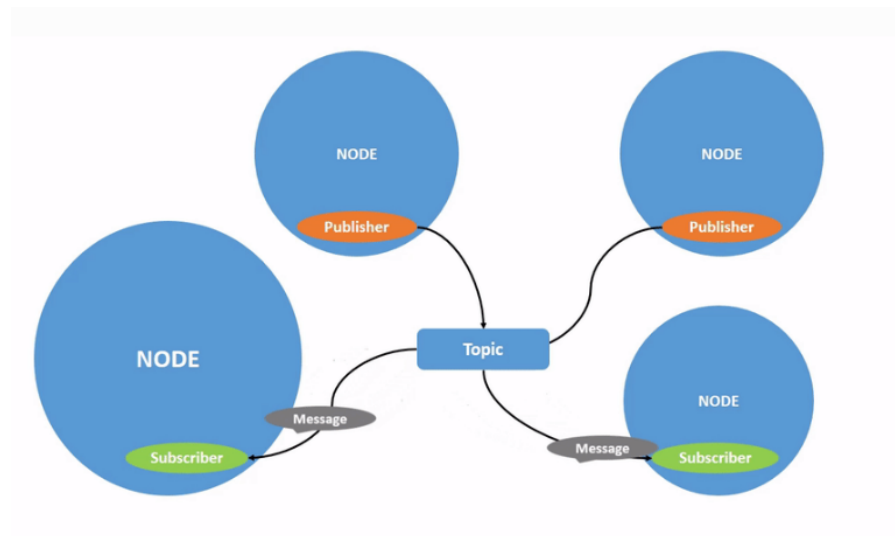 NODE
NODE
Publisher
Publisher
Topic
NODE
NODE
Message
Message
Subscriber
Subscriber